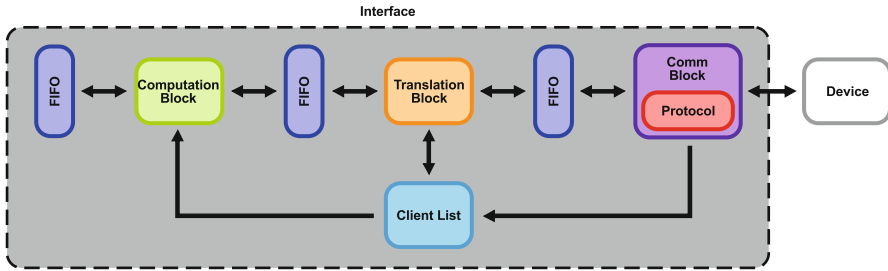 Interface
FIFO
Computation
Block
FIFO
Translation
Block
FIFO
Comm
Block
Protocol
Device
Client List